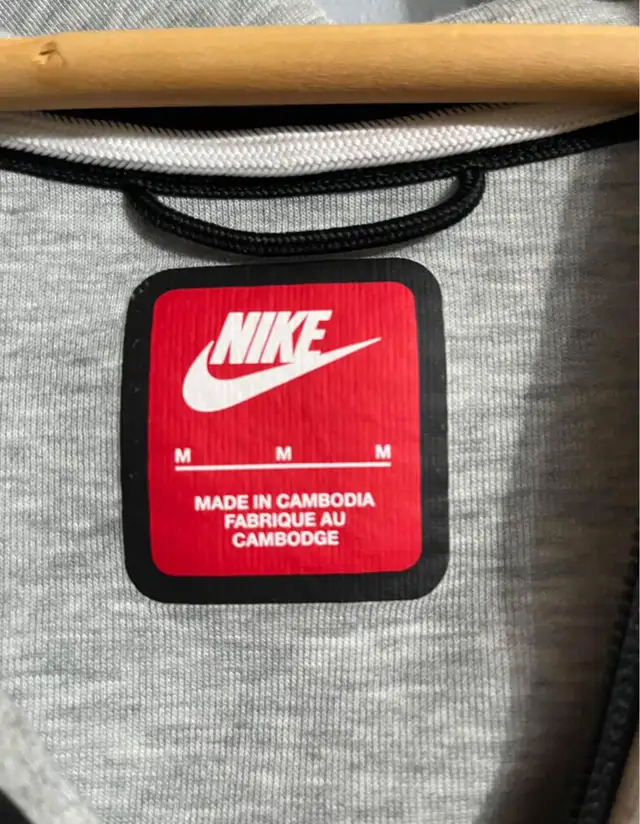 NIKE
M M M
MADE IN CAMBODIA
FABRIQUE AU
CAMBODGE